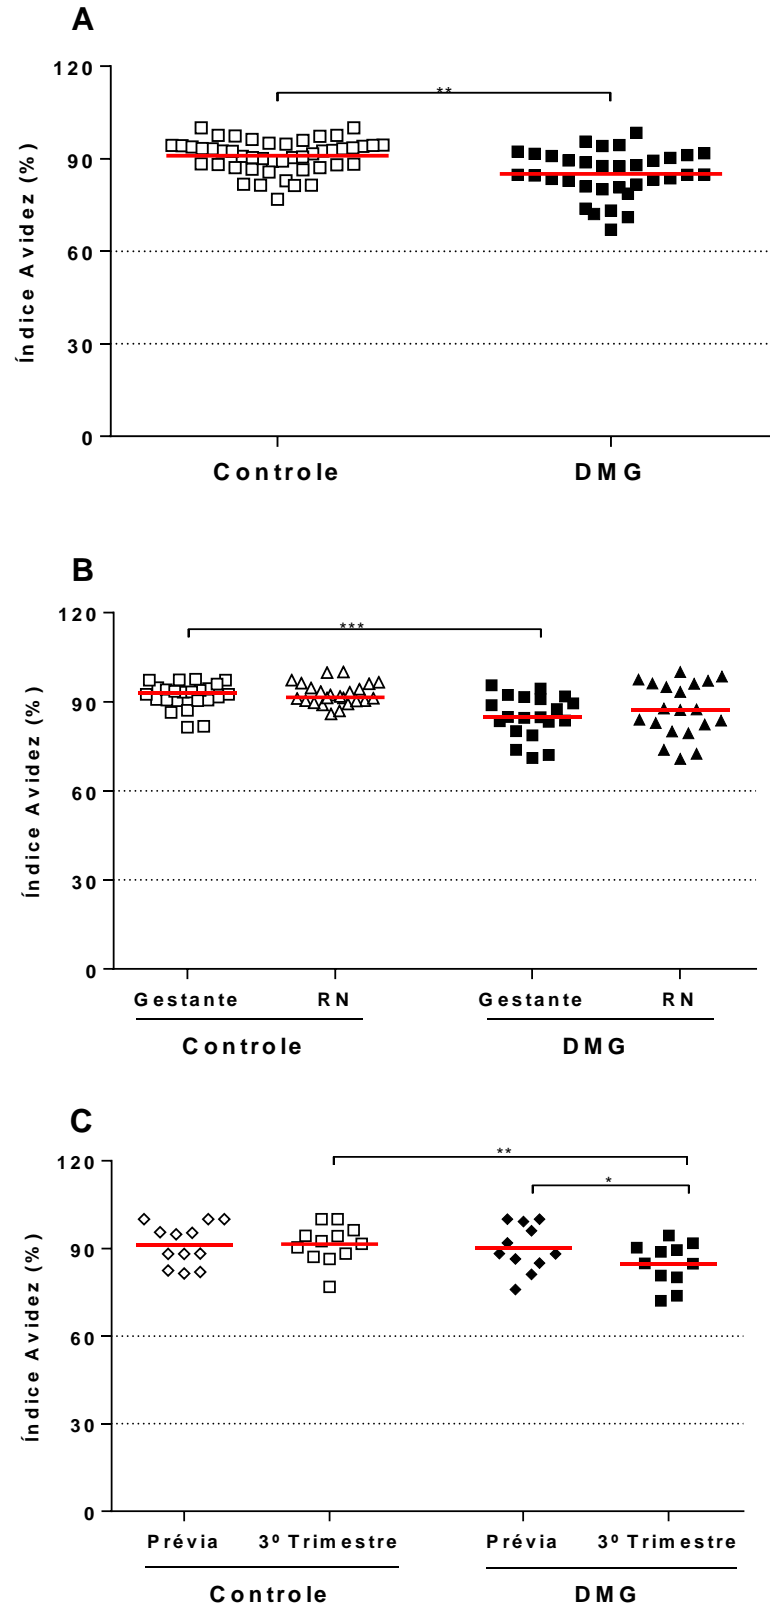 A
Índice Avidez (%)
120
90
60
30
0
**
Controle DMG
B
Índice Avidez (%)
120
90
60
30
0
***
Gestante RN Gestante RN
Controle DMG
C
Índice Avidez (%)
120
90
60
30
0
**
*
Prévia 3º Trimestre Prévia 3º Trimestre
Controle DMG